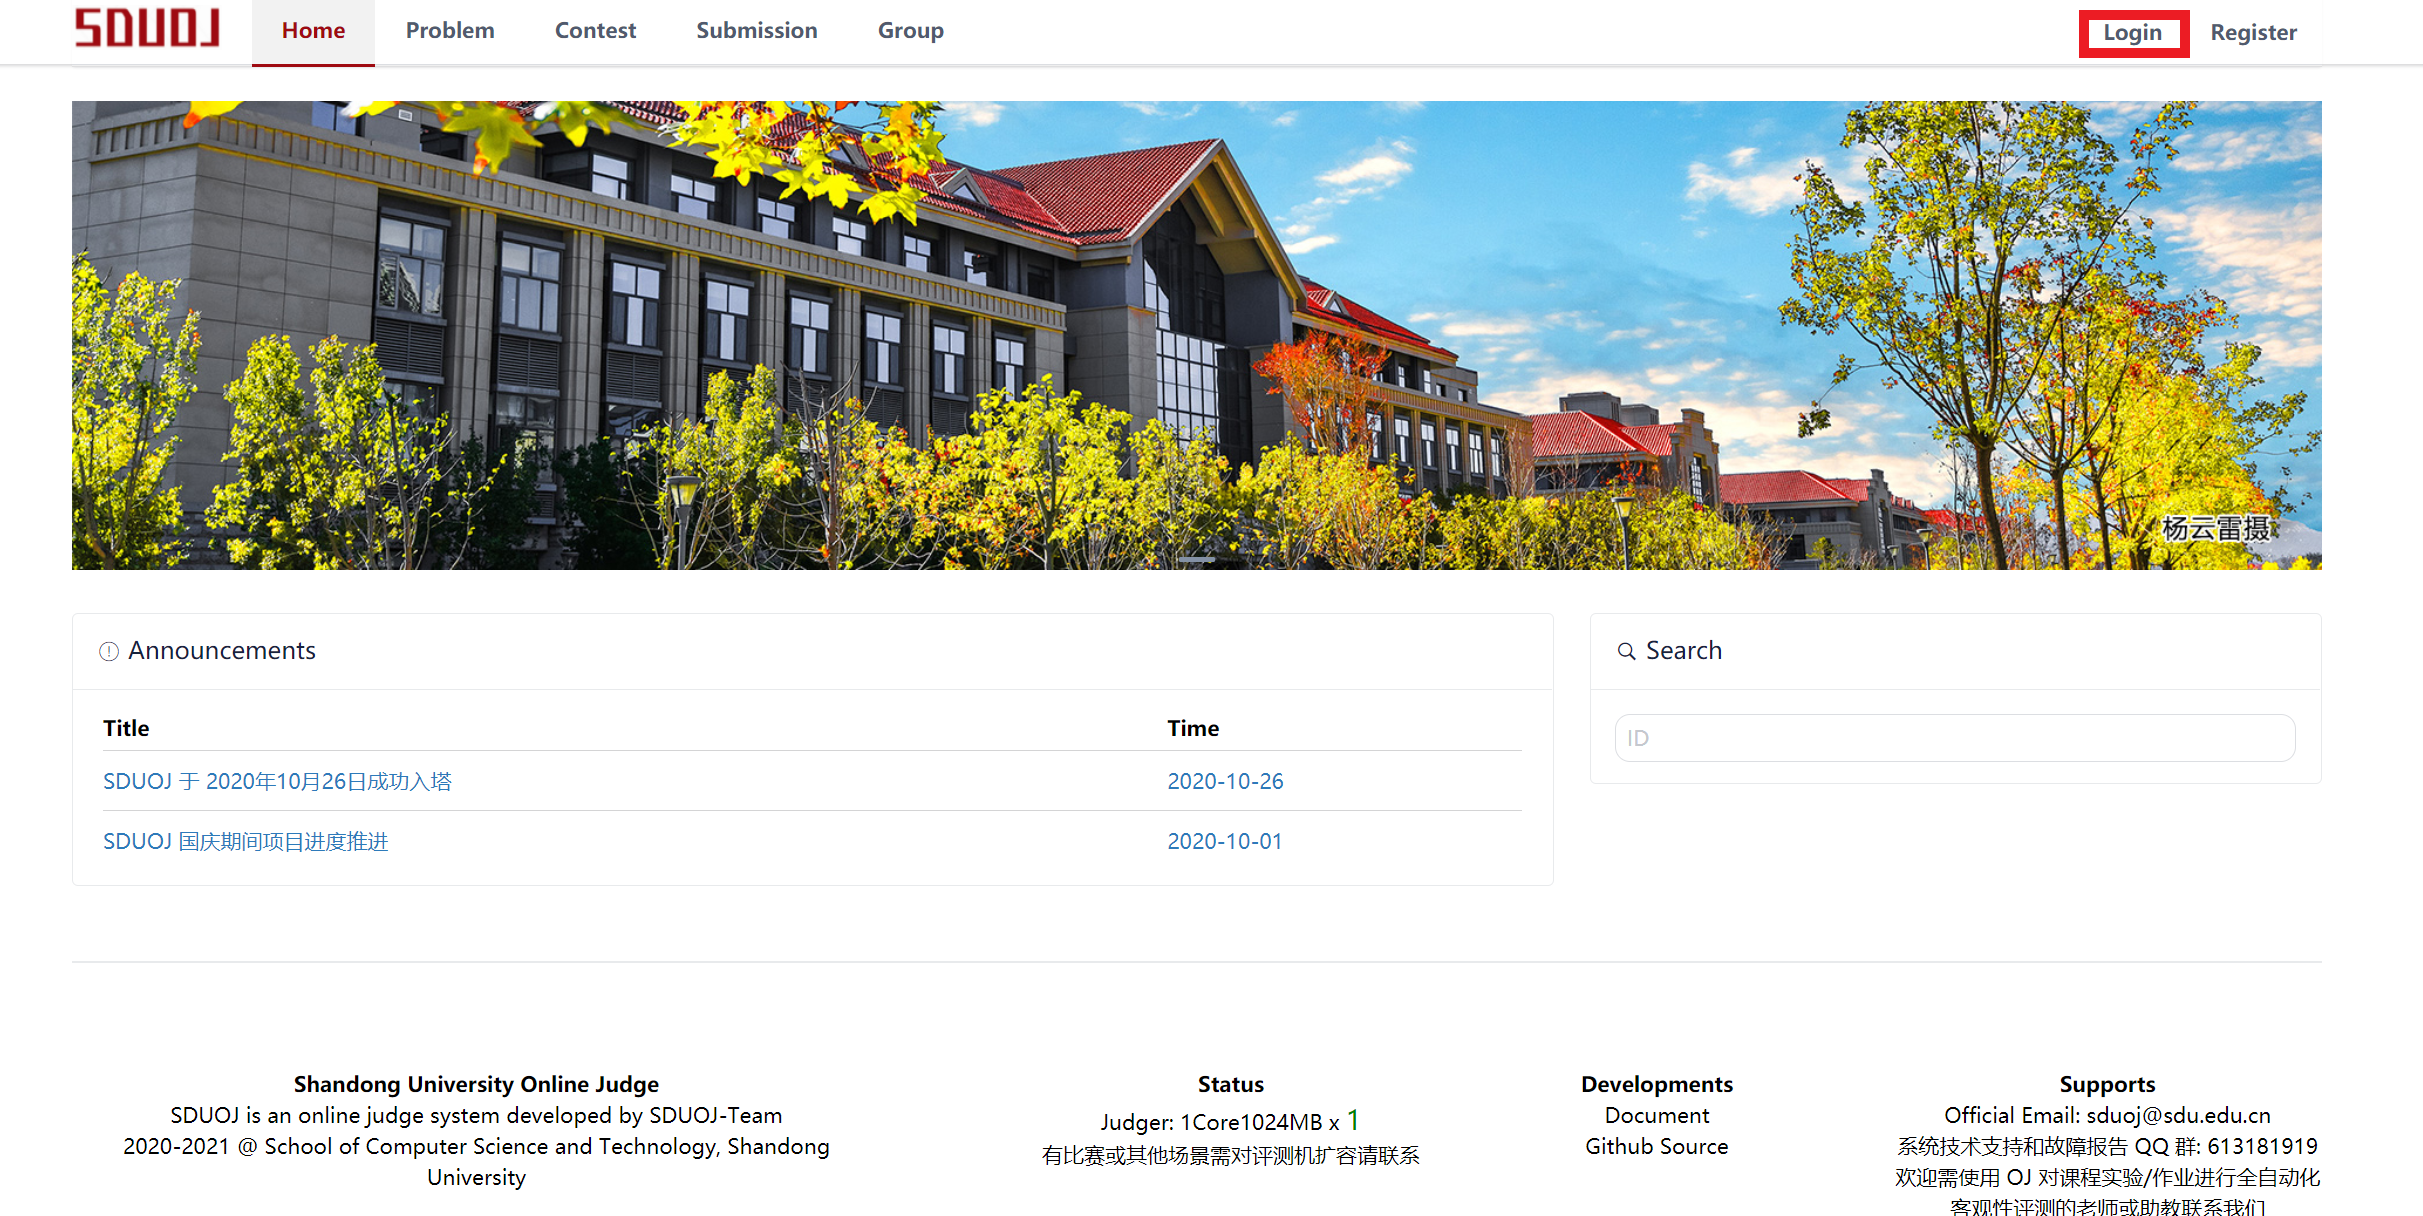 SDUOJ Home Problem Contest Submission Group Login Register
杨云雷摄
Announcements
Title Time
SDUOJ 于 2020年10月26日成功入塔 2020-10-26
SDUOJ 国庆期间项目进度推进 2020-10-01
Search
ID
Shandong University Online Judge
SDUOJ is an online judge system developed by SDUOJ-Team
2020-2021 @ School of Computer Science and Technology, Shandong
University
Status
Judger: 1Core1024MB x 1
有比赛或其他场景需对评测机扩容请联系
Developments
Document
Github Source
Supports
Official Email: sduoj@sdu.edu.cn
系统技术支持和故障报告 QQ 群: 613181919
欢迎需使用 OJ 对课程实验/作业进行全自动化
客观性评测的老师或助教联系我们